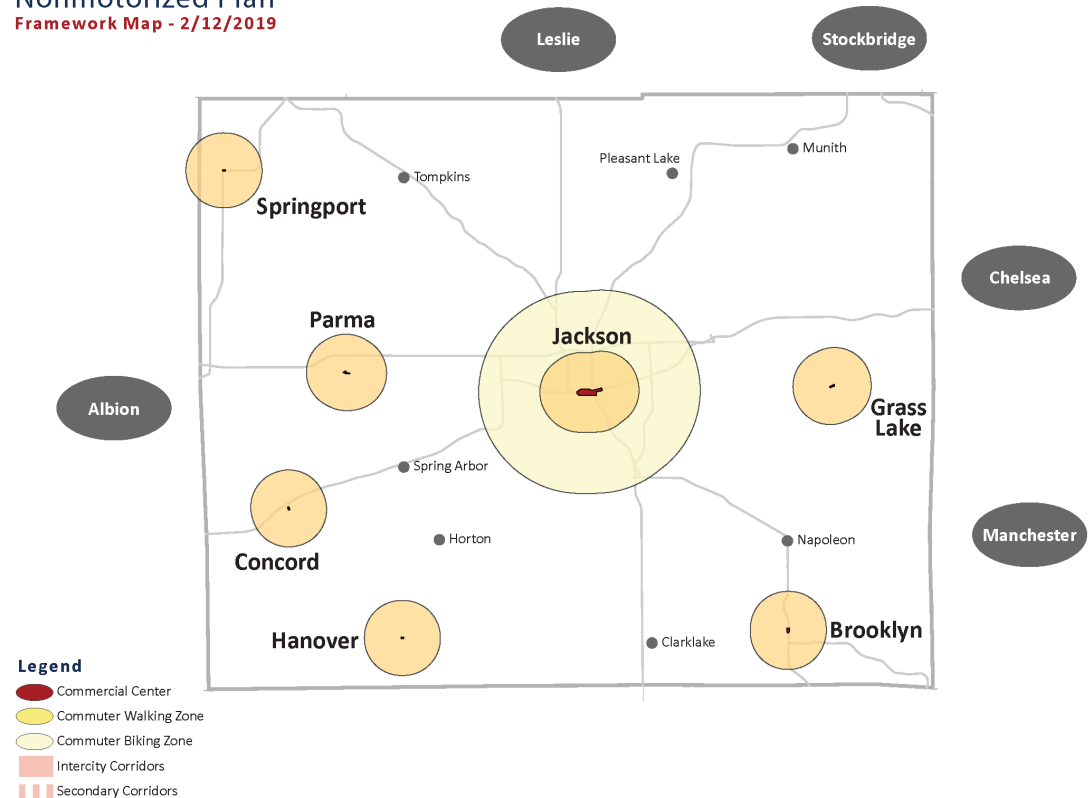 Nonmotorized Plan
Framework Map - 2/12/2019
Leslie
Stockbridge
Munith
Pleasant Lake
Tompkins
Springport
Chelsea
Parma
Jackson
Albion
Grass
Lake
Spring Arbor
Manchester
Horton
Napoleon
Concord
Hanover
Brooklyn
Clarklake
Legend
Commercial Center
Commuter Walking Zone
Commuter Biking Zone
Intercity Corridors
Secondary Corridors